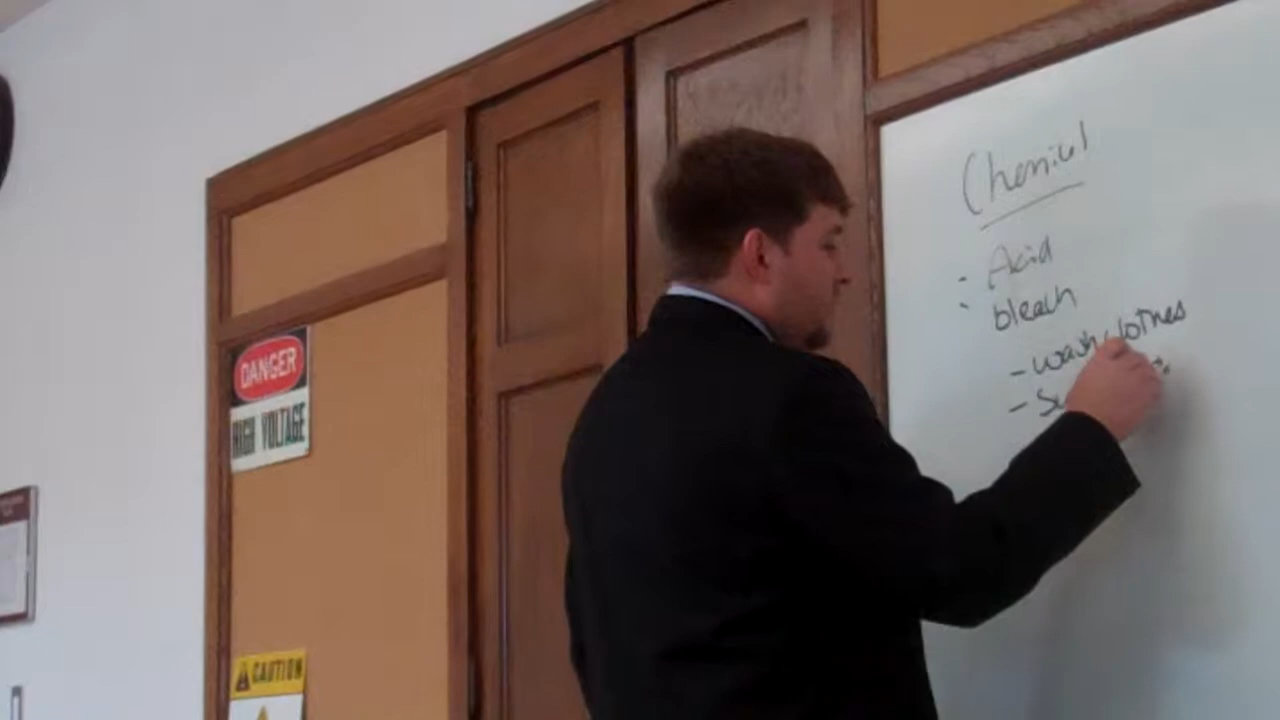 DANGER
HIGH VOLTAGE
CAUTION
Chemical
- Acid
- bleach
- wash clothes
-